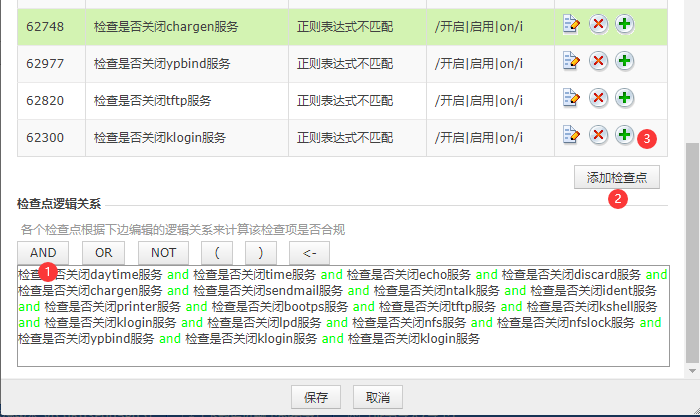 62748 检查是否关闭chargen服务 正则表达式不匹配 /开启|启用|on/i
62977 检查是否关闭ypbind服务 正则表达式不匹配 /开启|启用|on/i
62820 检查是否关闭tftp服务 正则表达式不匹配 /开启|启用|on/i
62300 检查是否关闭klogin服务 正则表达式不匹配 /开启|启用|on/i
3
添加检查点
2
检查点逻辑关系
各个检查点根据下边编辑的逻辑关系来计算该检查项是否合规
AND OR NOT ( ) <-
1
检查是否关闭daytime服务 and 检查是否关闭time服务 and 检查是否关闭echo服务 and 检查是否关闭discard服务 and
检查是否关闭chargen服务 and 检查是否关闭sendmail服务 and 检查是否关闭ntalk服务 and 检查是否关闭ident服务
and 检查是否关闭printer服务 and 检查是否关闭bootps服务 and 检查是否关闭tftp服务 and 检查是否关闭kshell服务
and 检查是否关闭klogin服务 and 检查是否关闭lpd服务 and 检查是否关闭nfs服务 and 检查是否关闭nfslock服务 and
检查是否关闭ypbind服务 and 检查是否关闭klogin服务 and 检查是否关闭klogin服务
保存 取消